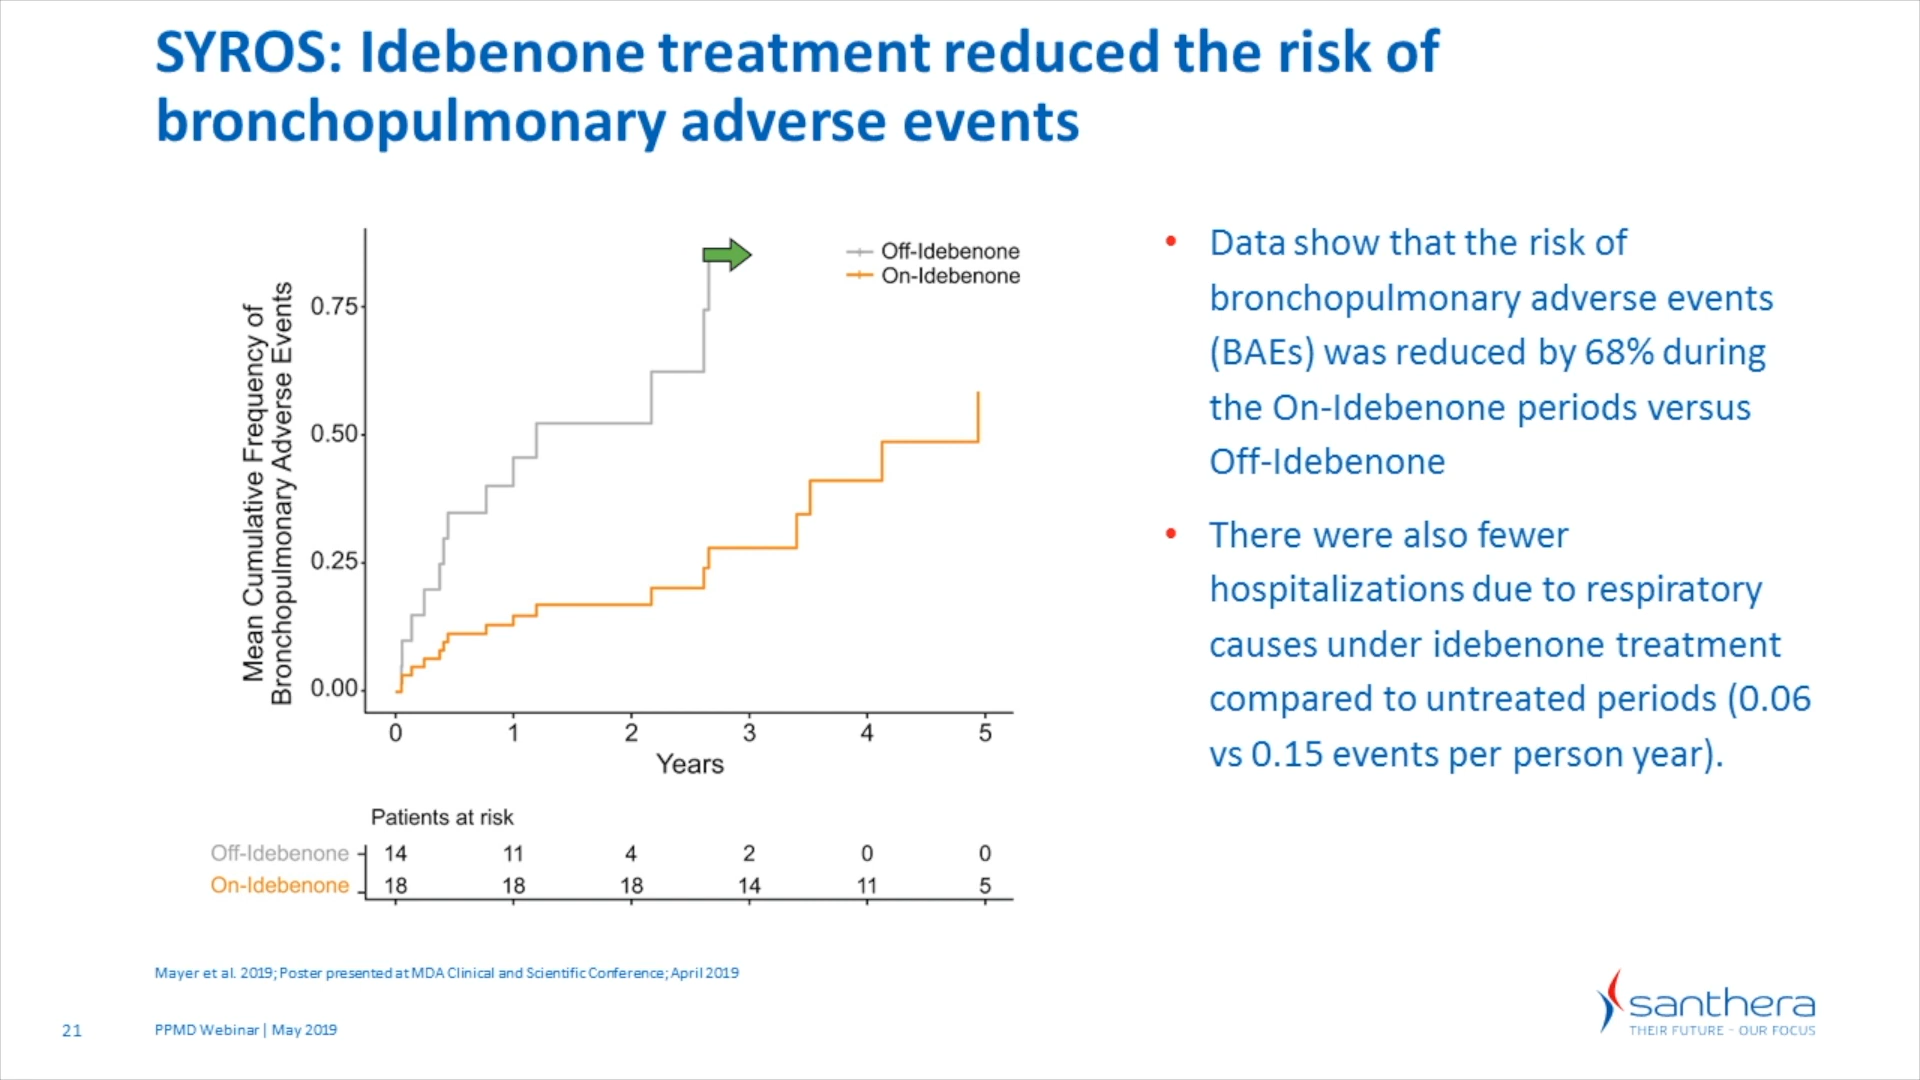 SYROS: Idebenone treatment reduced the risk of
bronchopulmonary adverse events
Mean Cumulative Frequency of
Bronchopulmonary Adverse Events
0.75
0.50
0.25
0.00
0 1 2 3 4 5
Years
Off-Idebenone
On-Idebenone
Patients at risk
Off-Idebenone 14 11 4 2 0 0
On-Idebenone 18 18 18 14 11 5
• Data show that the risk of
bronchopulmonary adverse events
(BAEs) was reduced by 68% during
the On-Idebenone periods versus
Off-Idebenone
• There were also fewer
hospitalizations due to respiratory
causes under idebenone treatment
compared to untreated periods (0.06
vs 0.15 events per person year).
Mayer et al. 2019; Poster presented at MDA Clinical and Scientific Conference; April 2019
21 PPMD Webinar | May 2019
santhera
THEIR FUTURE - OUR FOCUS